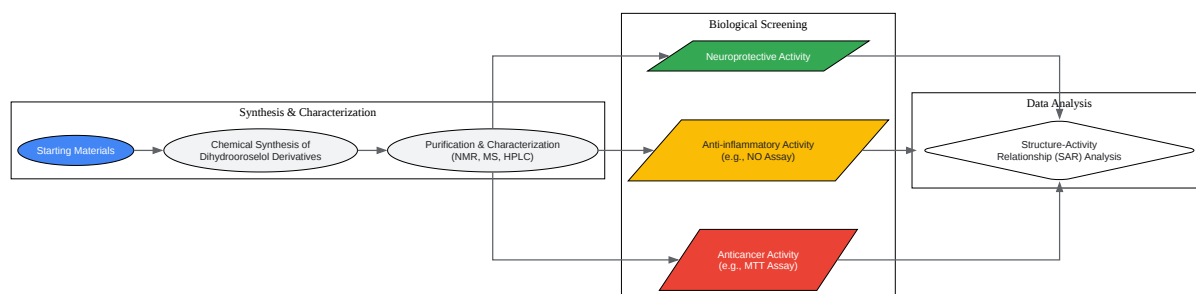 Synthesis & Characterization
Starting Materials
Chemical Synthesis of
Dihydrooroselol Derivatives
Purification & Characterization
(NMR, MS, HPLC)
Biological Screening
Neuroprotective Activity
Anti-inflammatory Activity
(e.g., NO Assay)
Anticancer Activity
(e.g., MTT Assay)
Data Analysis
Structure-Activity
Relationship (SAR) Analysis